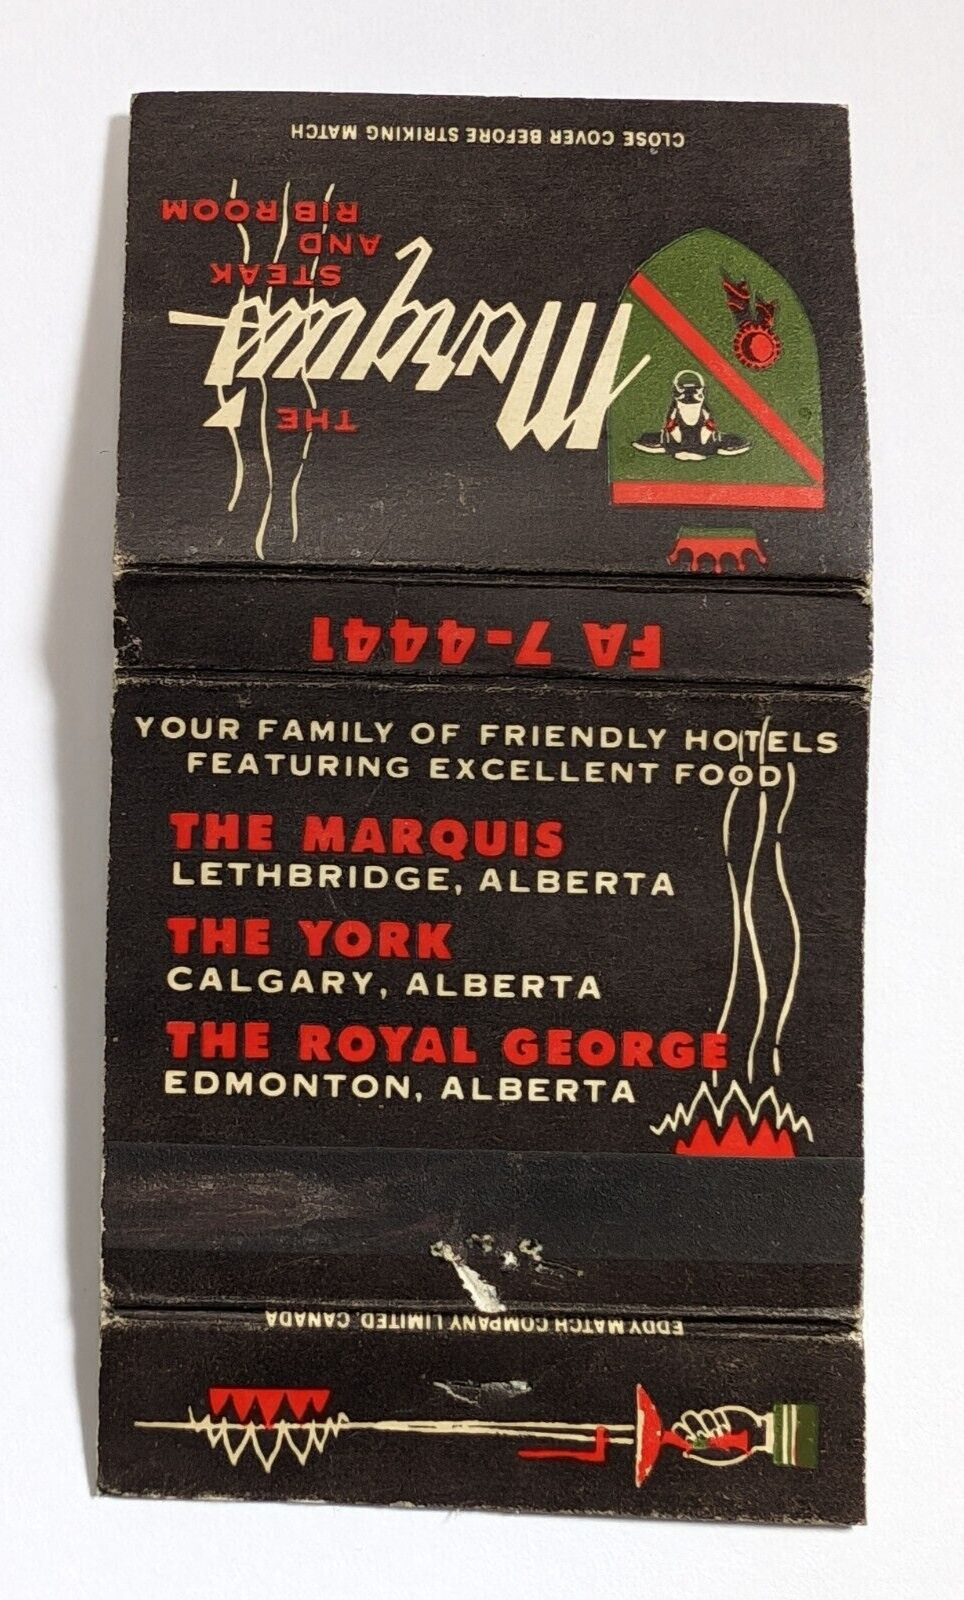 CLOSE COVER BEFORE STRIKING MATCH
THE
Marquis
STEAK
AND
RIB ROOM
FA 7-4441
YOUR FAMILY OF FRIENDLY HOTELS
FEATURING EXCELLENT FOOD
THE MARQUIS
LETHBRIDGE, ALBERTA
THE YORK
CALGARY, ALBERTA
THE ROYAL GEORGE
EDMONTON, ALBERTA
EDDY MATCH COMPANY LIMITED, CANADA